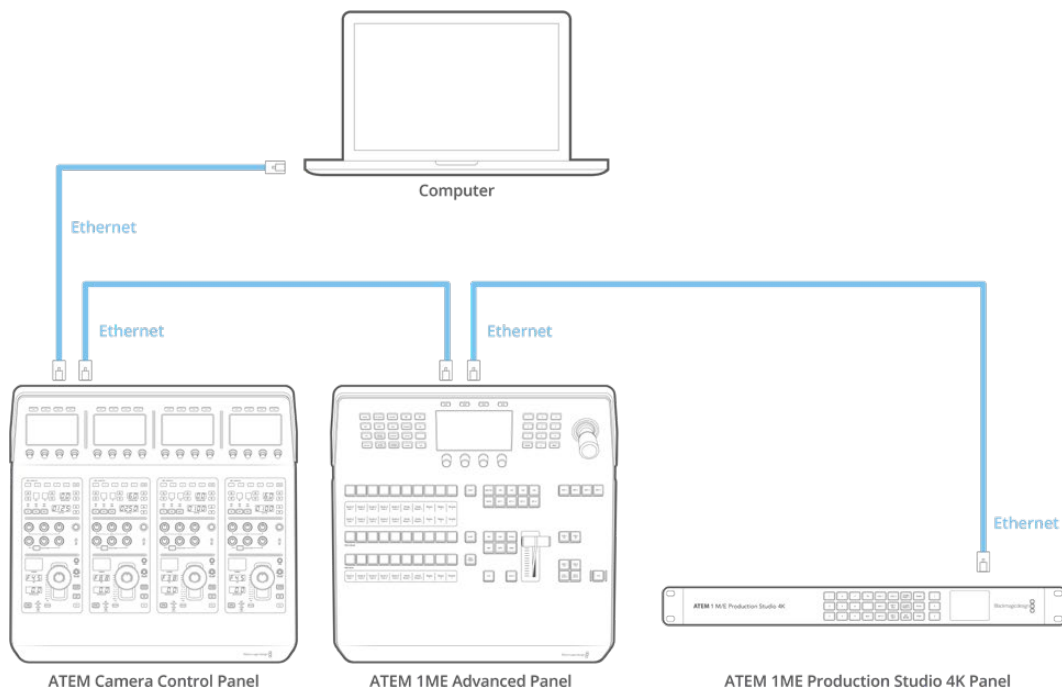 Computer
Ethernet
Ethernet
Ethernet
Ethernet
ATEM 1 M/E Production Studio 4K
Blackmagicdesign
ATEM Camera Control Panel
ATEM 1ME Advanced Panel
ATEM 1ME Production Studio 4K Panel